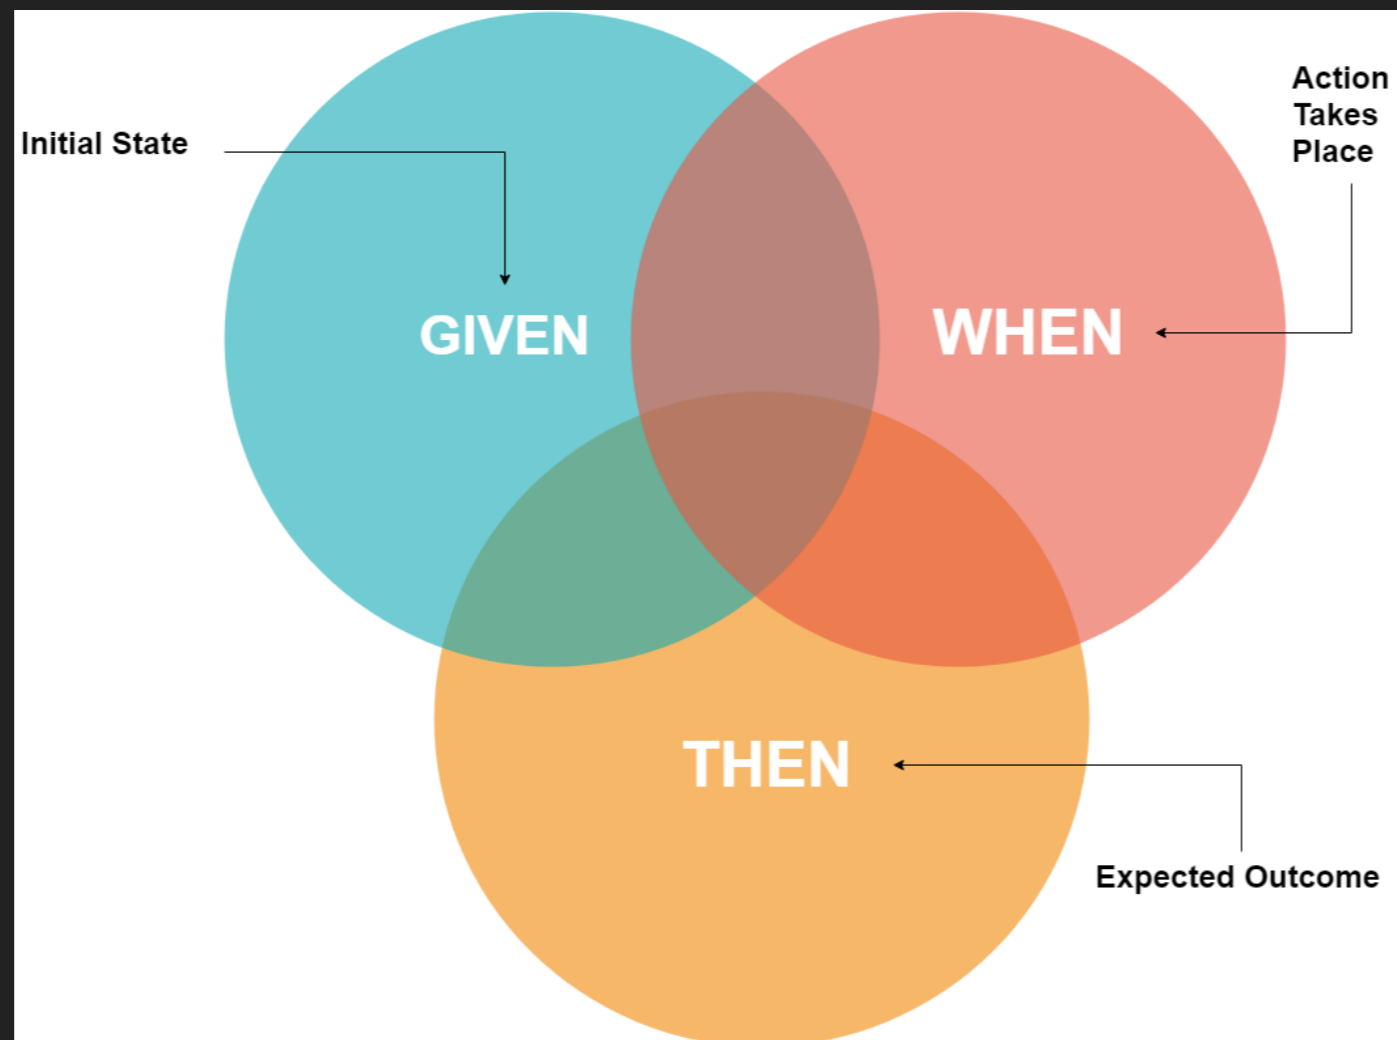 Initial State
Action
Takes
Place
GIVEN
WHEN
THEN
Expected Outcome